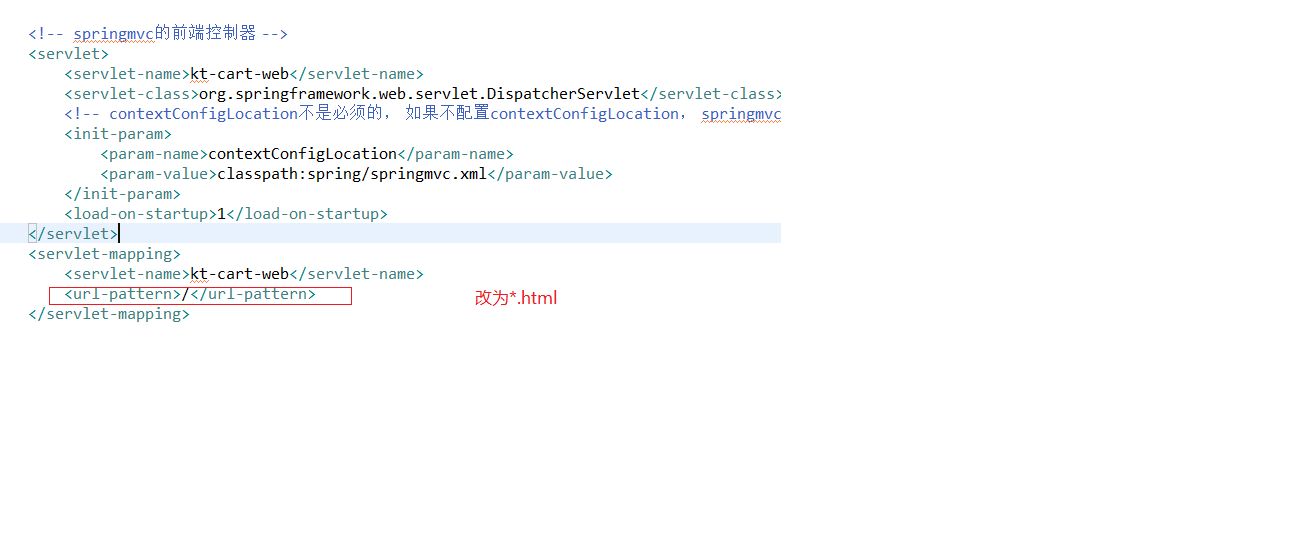 <!-- springmvc的前端控制器 -->
<servlet>
<servlet-name>kt-cart-web</servlet-name>
<servlet-class>org.springframework.web.servlet.DispatcherServlet</servlet-class>
<!-- contextConfigLocation不是必须的， 如果不配置contextConfigLocation， springmvc
<init-param>
<param-name>contextConfigLocation</param-name>
<param-value>classpath:spring/springmvc.xml</param-value>
</init-param>
<load-on-startup>1</load-on-startup>
</servlet>
<servlet-mapping>
<servlet-name>kt-cart-web</servlet-name>
<url-pattern>/</url-pattern> 改为*.html
</servlet-mapping>